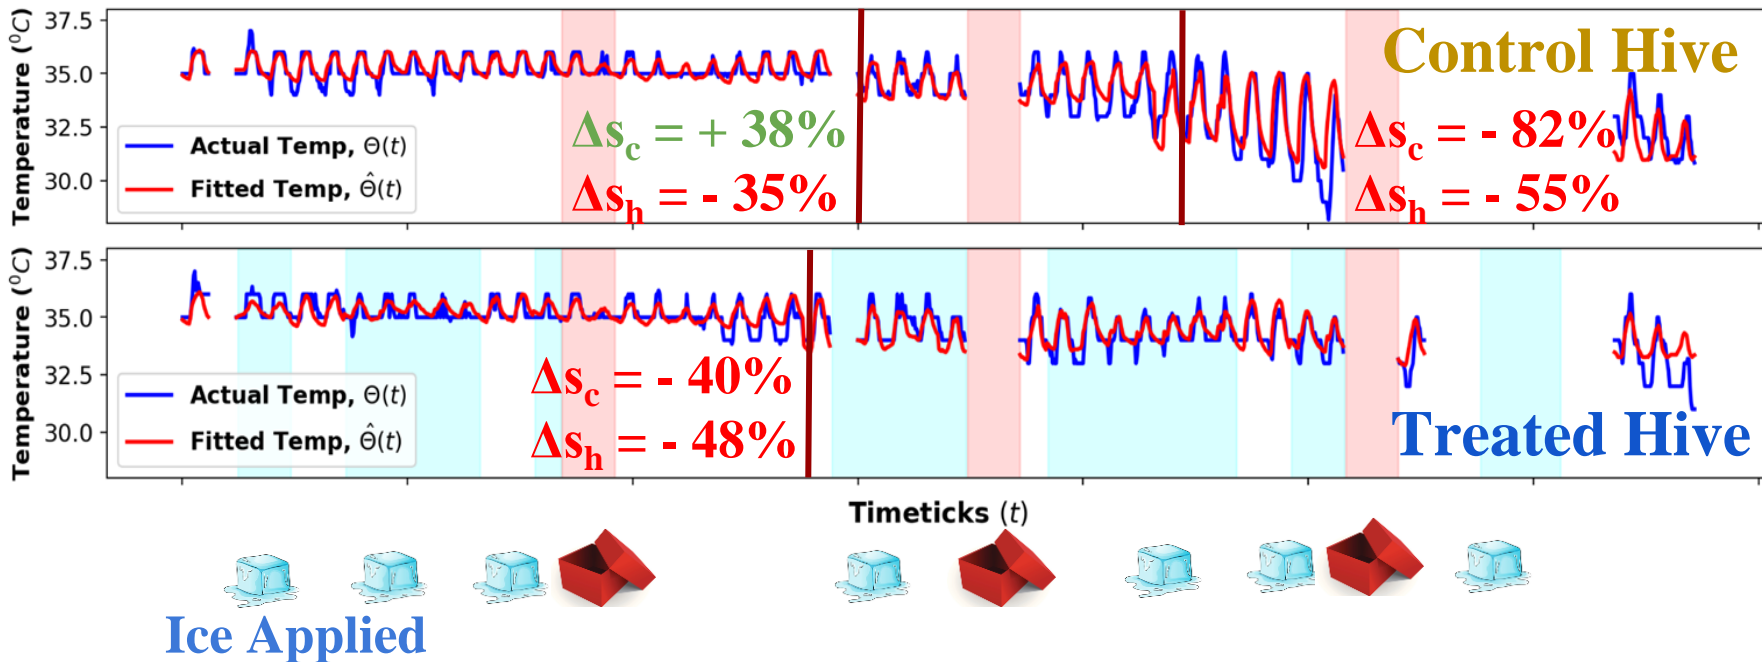 37.5
35.0
32.5
30.0
Temperature (⁰C)
Control Hive
Actual Temp, Θ(t)
Fitted Temp, Θ̂(t)
Δs_c = + 38%
Δs_h = - 35%
Δs_c = - 82%
Δs_h = - 55%
37.5
35.0
32.5
30.0
Temperature (⁰C)
Actual Temp, Θ(t)
Fitted Temp, Θ̂(t)
Δs_c = - 40%
Δs_h = - 48%
Treated Hive
Timeticks (t)
Ice Applied